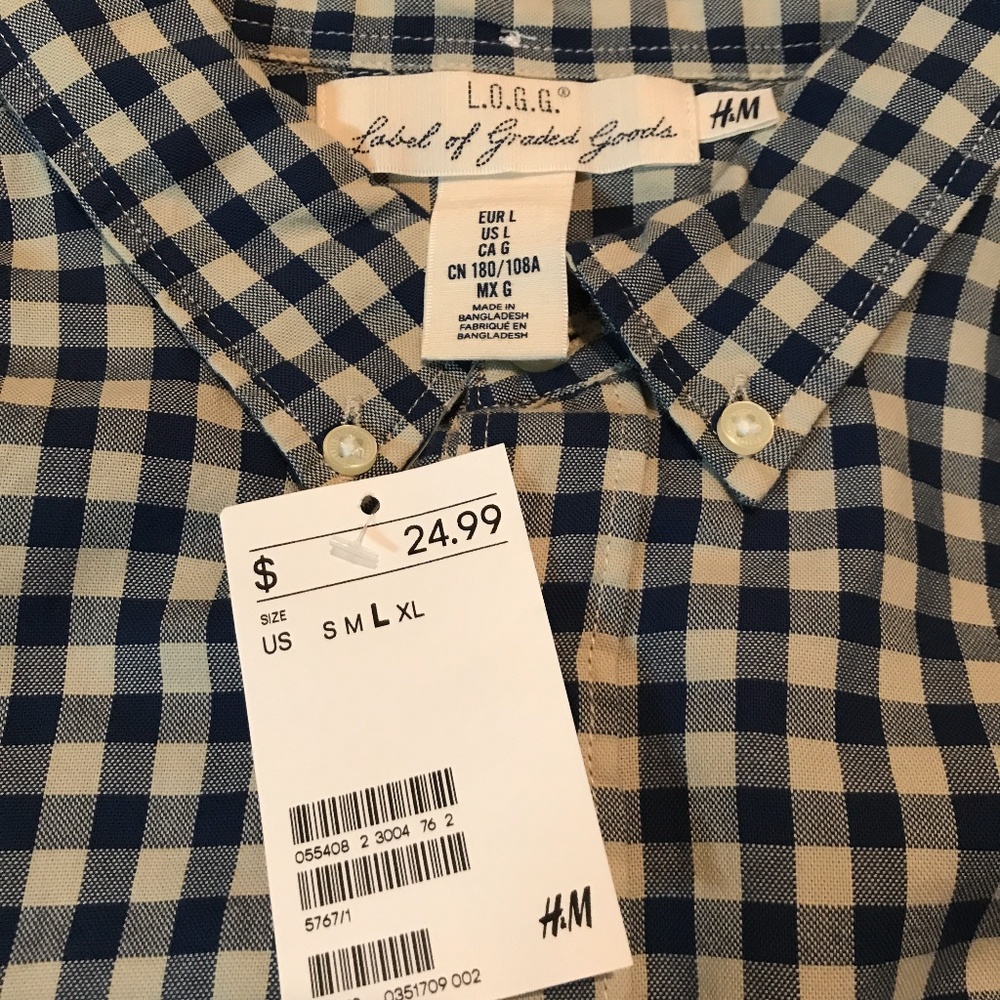 L.O.G.G.®
Label of Graded Goods
H&M
EUR L
US L
CA G
CN 180/108A
MX G
MADE IN
BANGLADESH
FABRIQUÉ EN
BANGLADESH
$ 24.99
SIZE
US S M L XL
055408 2 3004 76 2
5767/1
H&M
0351709 002